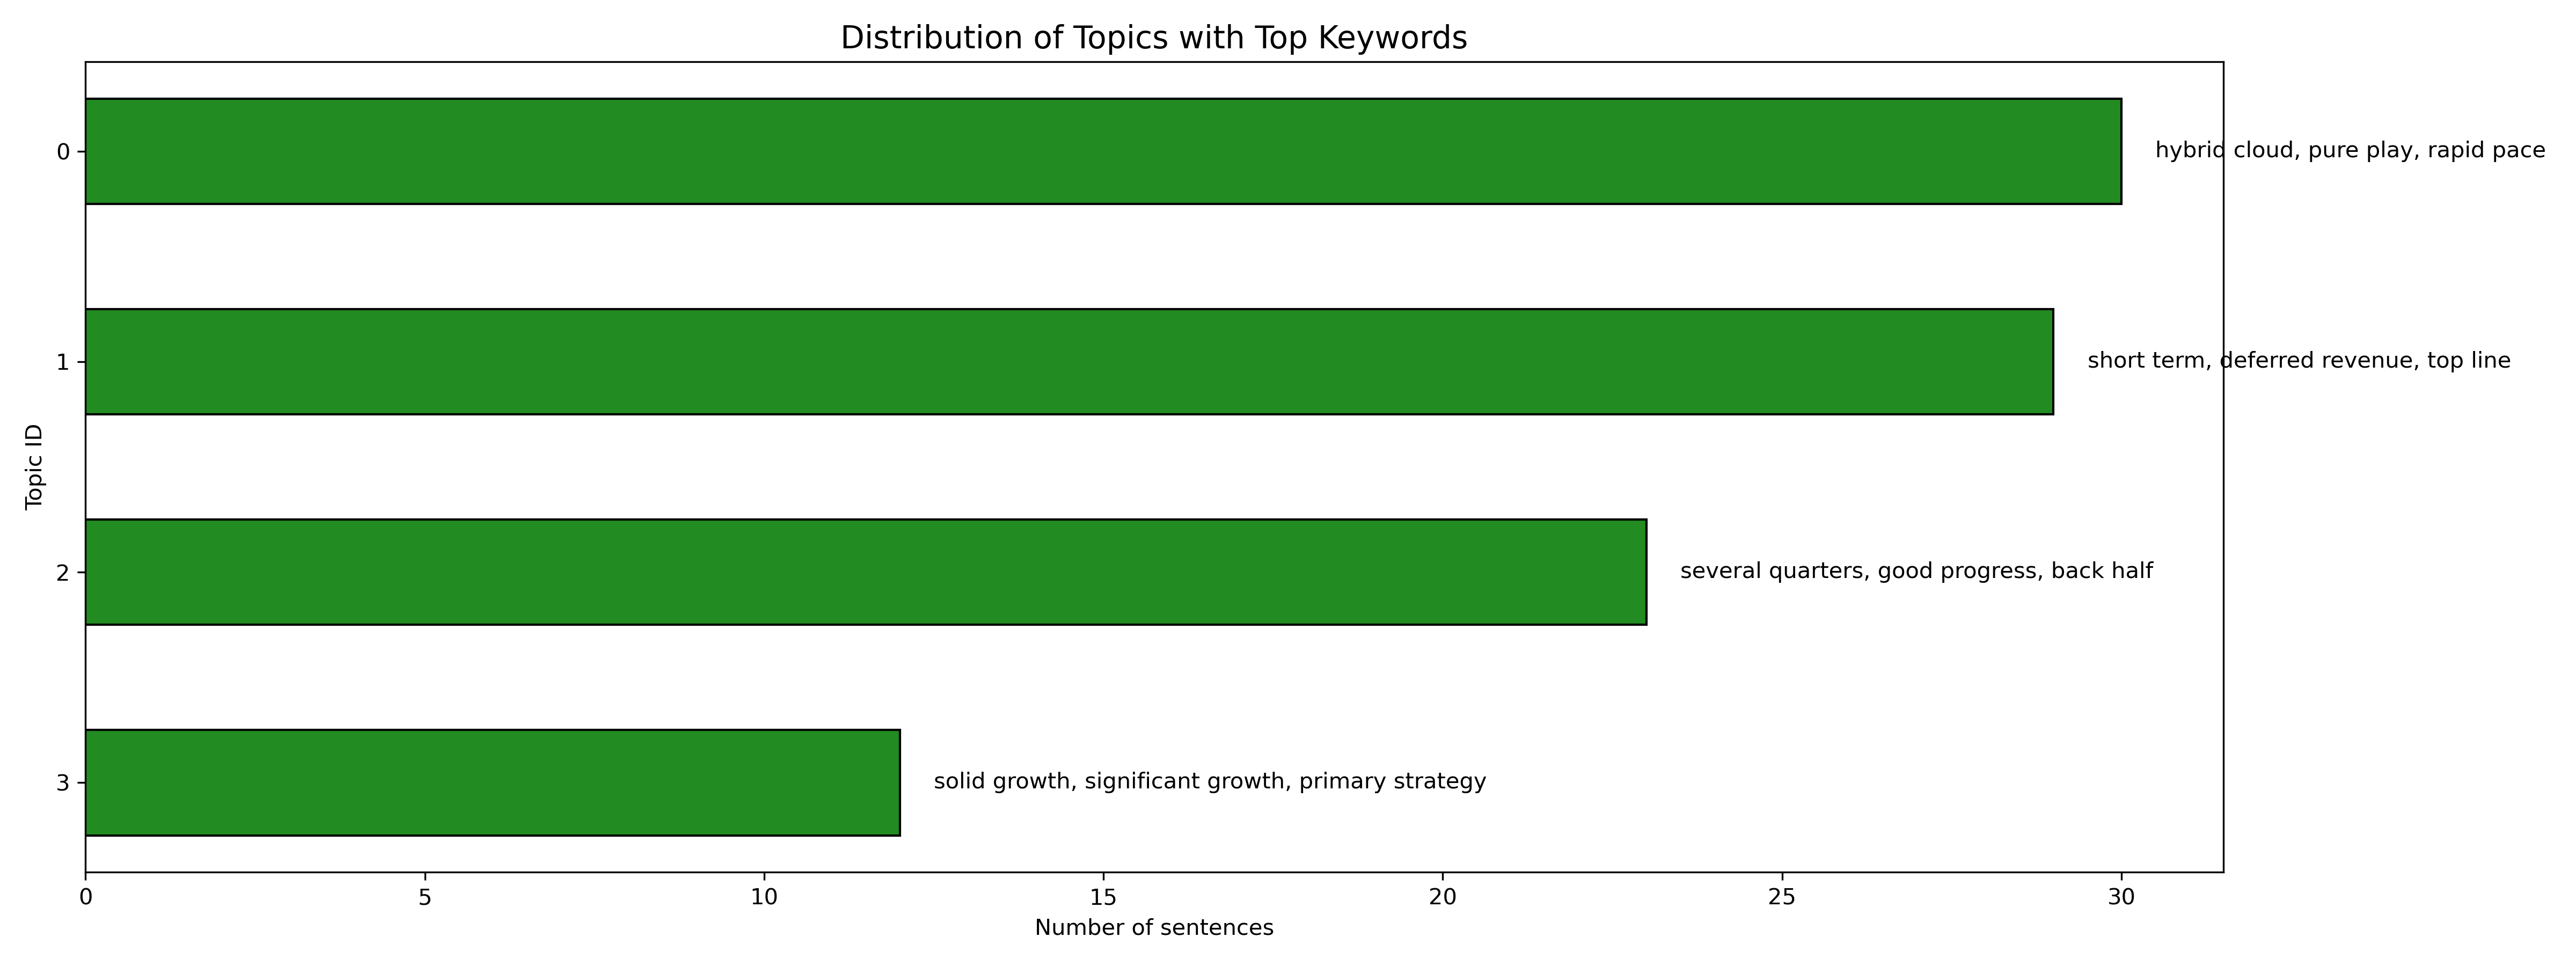 Distribution of Topics with Top Keywords
0
hybrid cloud, pure play, rapid pace
1
short term, deferred revenue, top line
Topic ID
2
several quarters, good progress, back half
3
solid growth, significant growth, primary strategy
0 5 10 15 20 25 30
Number of sentences